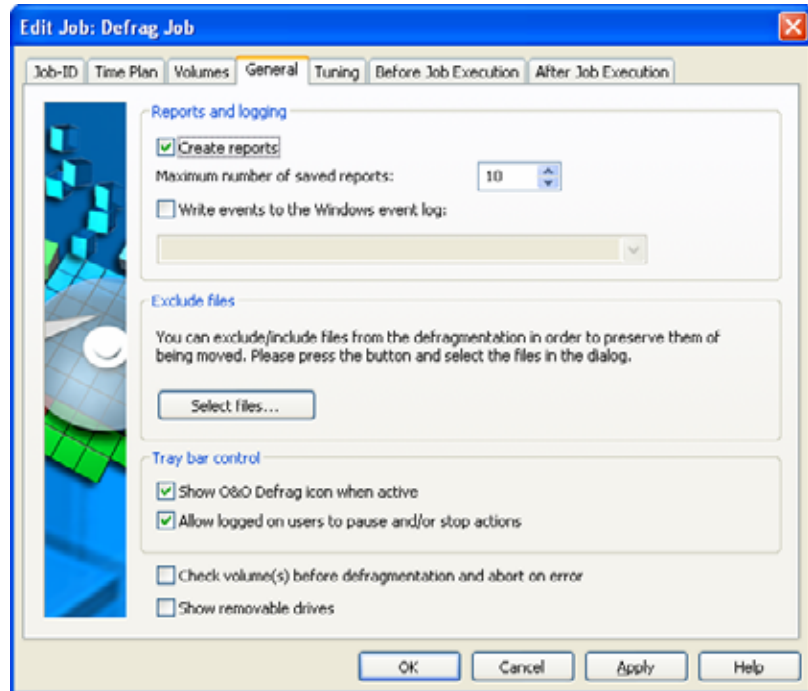 Edit Job: Defrag Job
Job-ID Time Plan Volumes General Tuning Before Job Execution After Job Execution
Reports and logging
Create reports
Maximum number of saved reports: 10
Write events to the Windows event log:
Exclude files
You can exclude/include files from the defragmentation in order to preserve them of
being moved. Please press the button and select the files in the dialog.
Select files...
Tray bar control
Show O&O Defrag icon when active
Allow logged on users to pause and/or stop actions
Check volume(s) before defragmentation and abort on error
Show removable drives
OK Cancel Apply Help